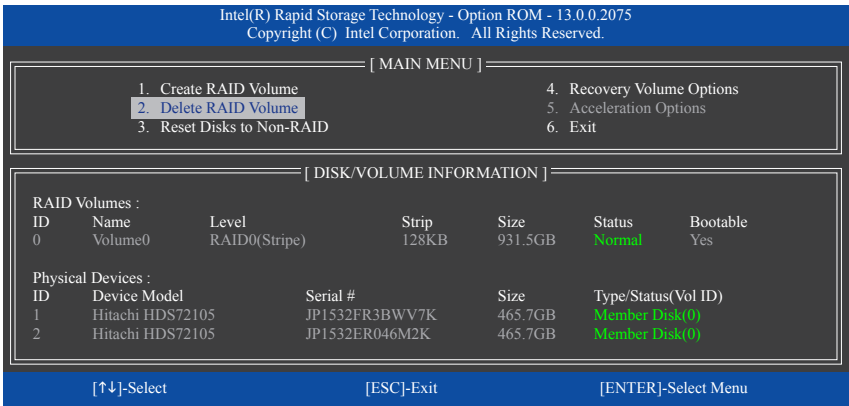 Intel(R) Rapid Storage Technology - Option ROM - 13.0.0.2075
Copyright (C) Intel Corporation. All Rights Reserved.
[ MAIN MENU ]
1. Create RAID Volume 4. Recovery Volume Options
2. Delete RAID Volume 5. Acceleration Options
3. Reset Disks to Non-RAID 6. Exit
[ DISK/VOLUME INFORMATION ]
RAID Volumes :
ID Name Level Strip Size Status Bootable
0 Volume0 RAID0(Stripe) 128KB 931.5GB Normal Yes
Physical Devices :
ID Device Model Serial # Size Type/Status(Vol ID)
1 Hitachi HDS72105 JP1532FR3BWV7K 465.7GB Member Disk(0)
2 Hitachi HDS72105 JP1532ER046M2K 465.7GB Member Disk(0)
[↑↓]-Select [ESC]-Exit [ENTER]-Select Menu